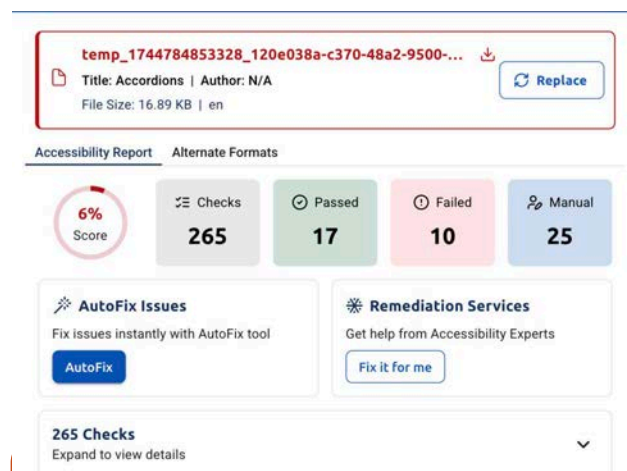 temp_1744784853328_120e038a-c370-48a2-9500-...
Title: Accordions | Author: N/A
File Size: 16.89 KB | en
Replace
Accessibility Report Alternate Formats
6%
Score
Checks
265
Passed
17
Failed
10
Manual
25
AutoFix Issues
Fix issues instantly with AutoFix tool
AutoFix
Remediation Services
Get help from Accessibility Experts
Fix it for me
265 Checks
Expand to view details